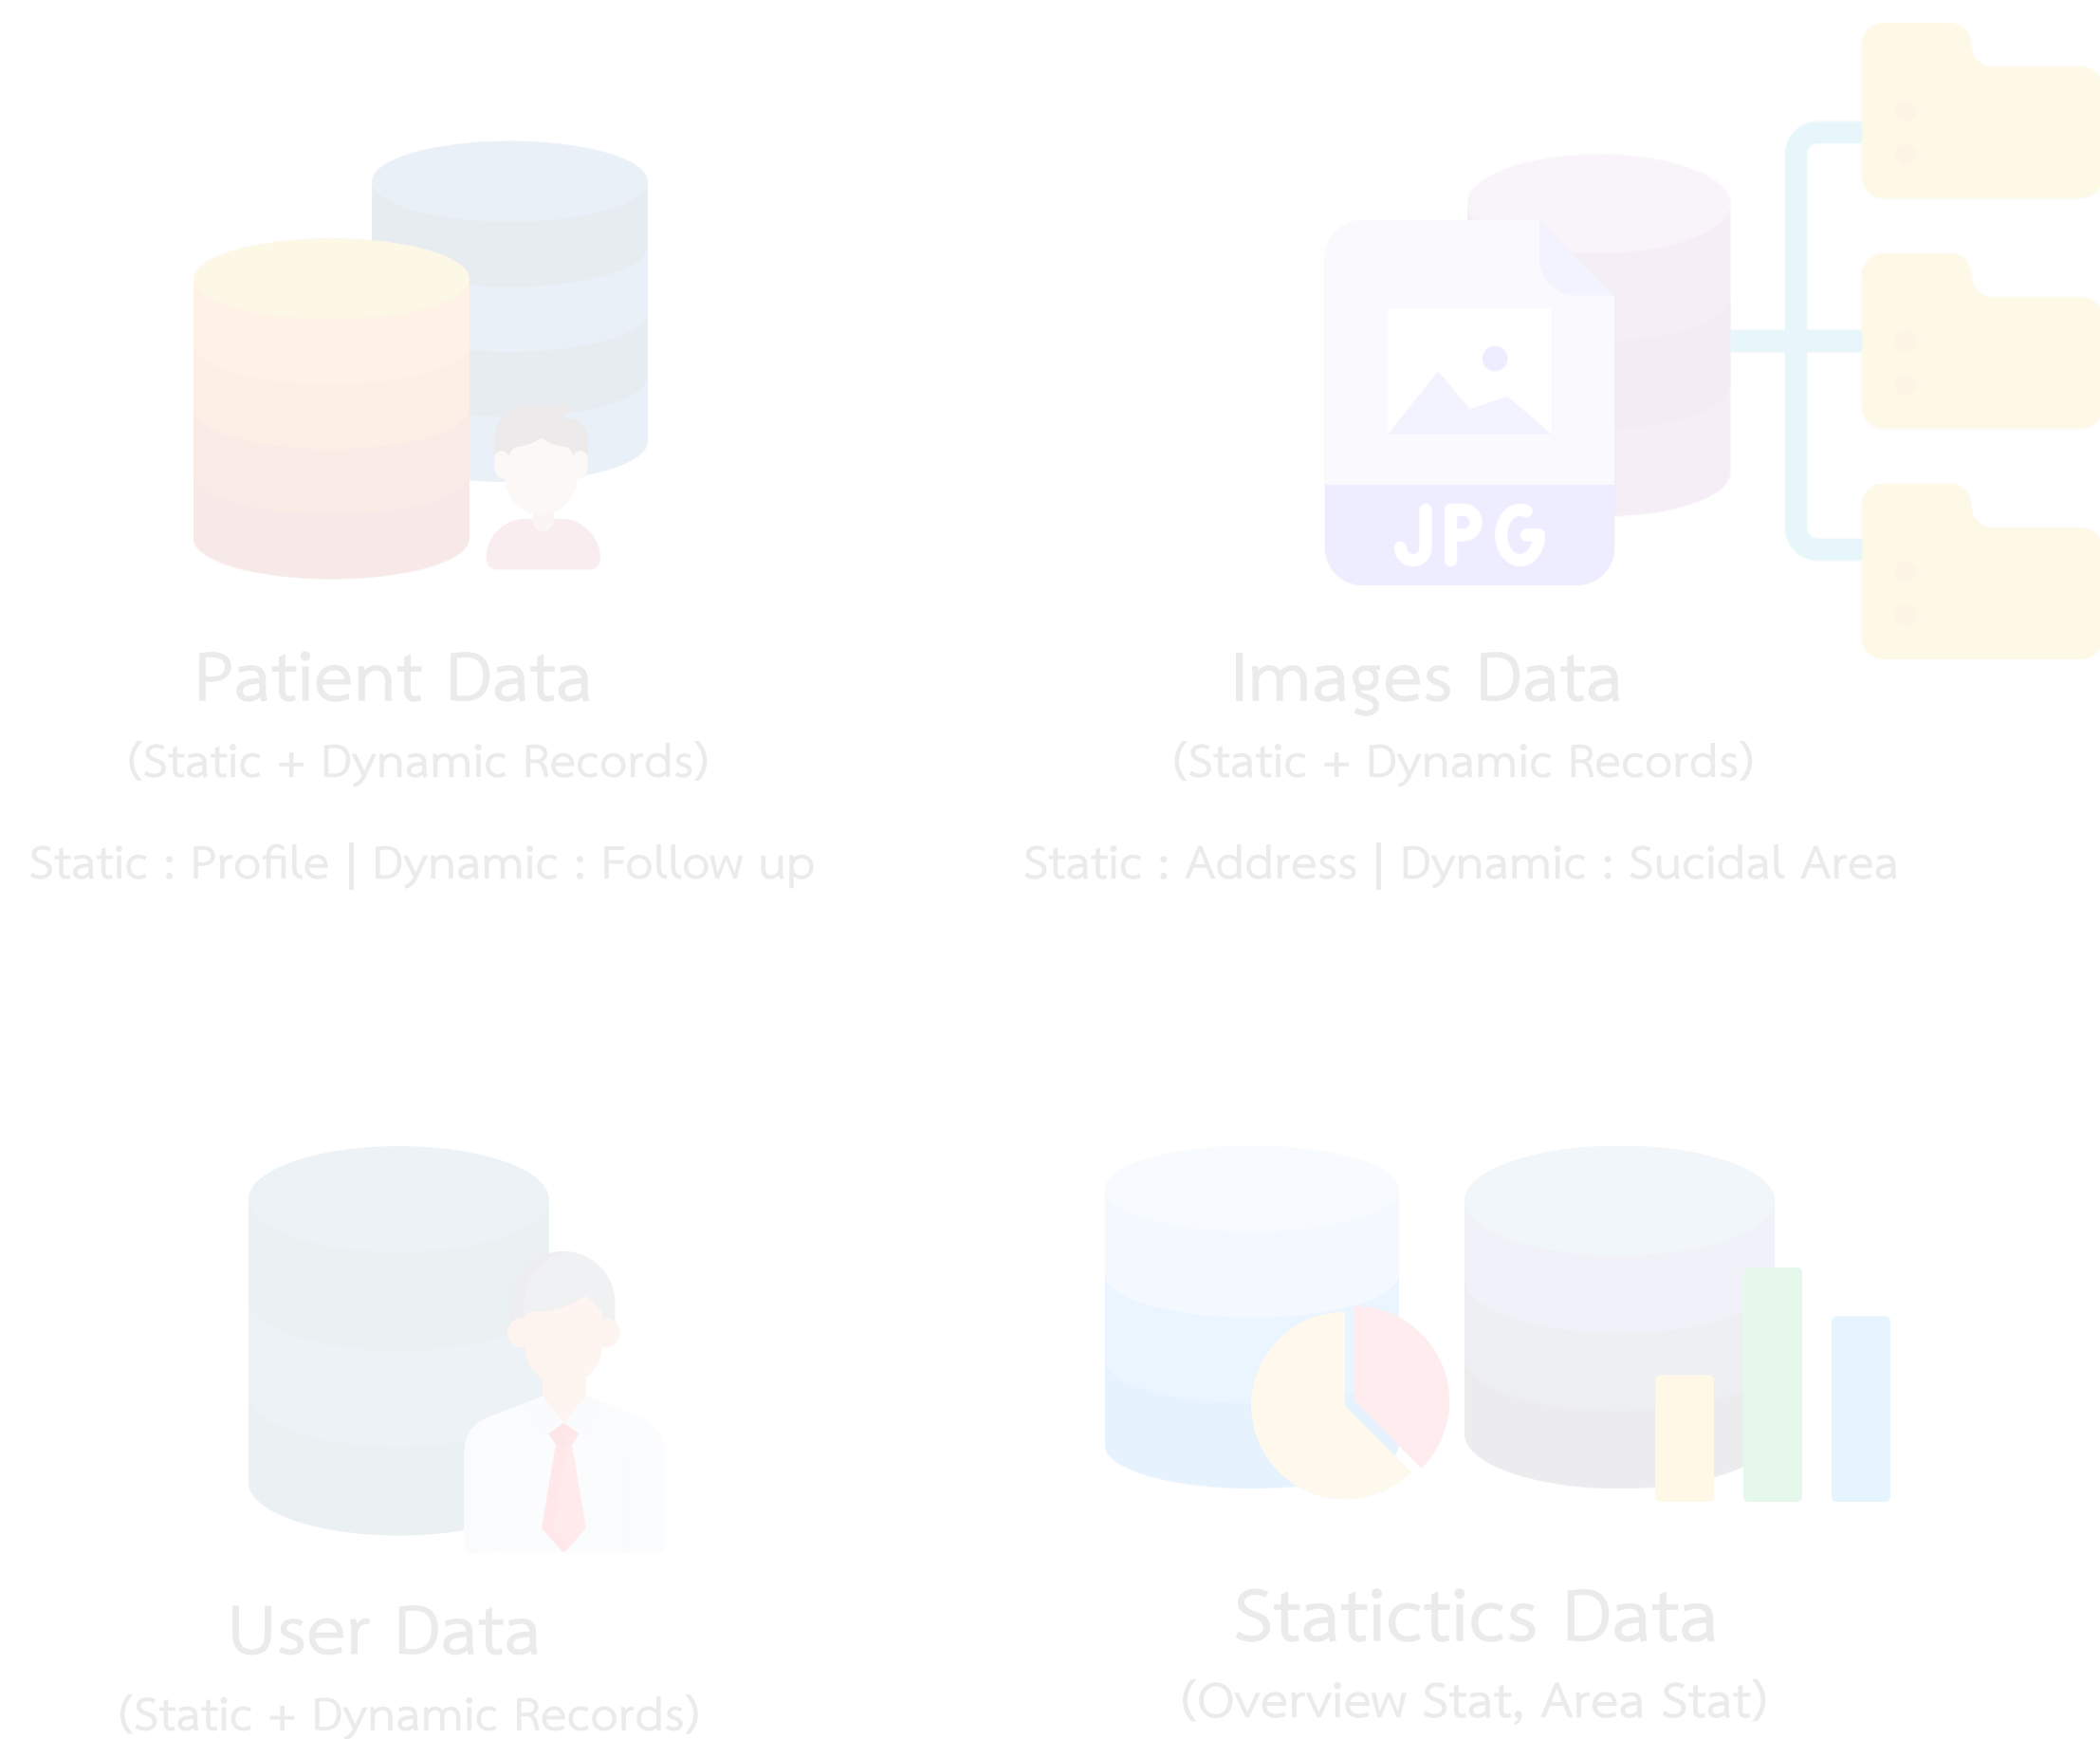 JPG
Patient Data
(Static + Dynamic Records)
Static : Profile | Dynamic : Follow up
Images Data
(Static + Dynamic Records)
Static : Address | Dynamic : Sucidal Area
User Data
(Static + Dynamic Records)
Statictics Data
(Overview Stat, Area Stat)